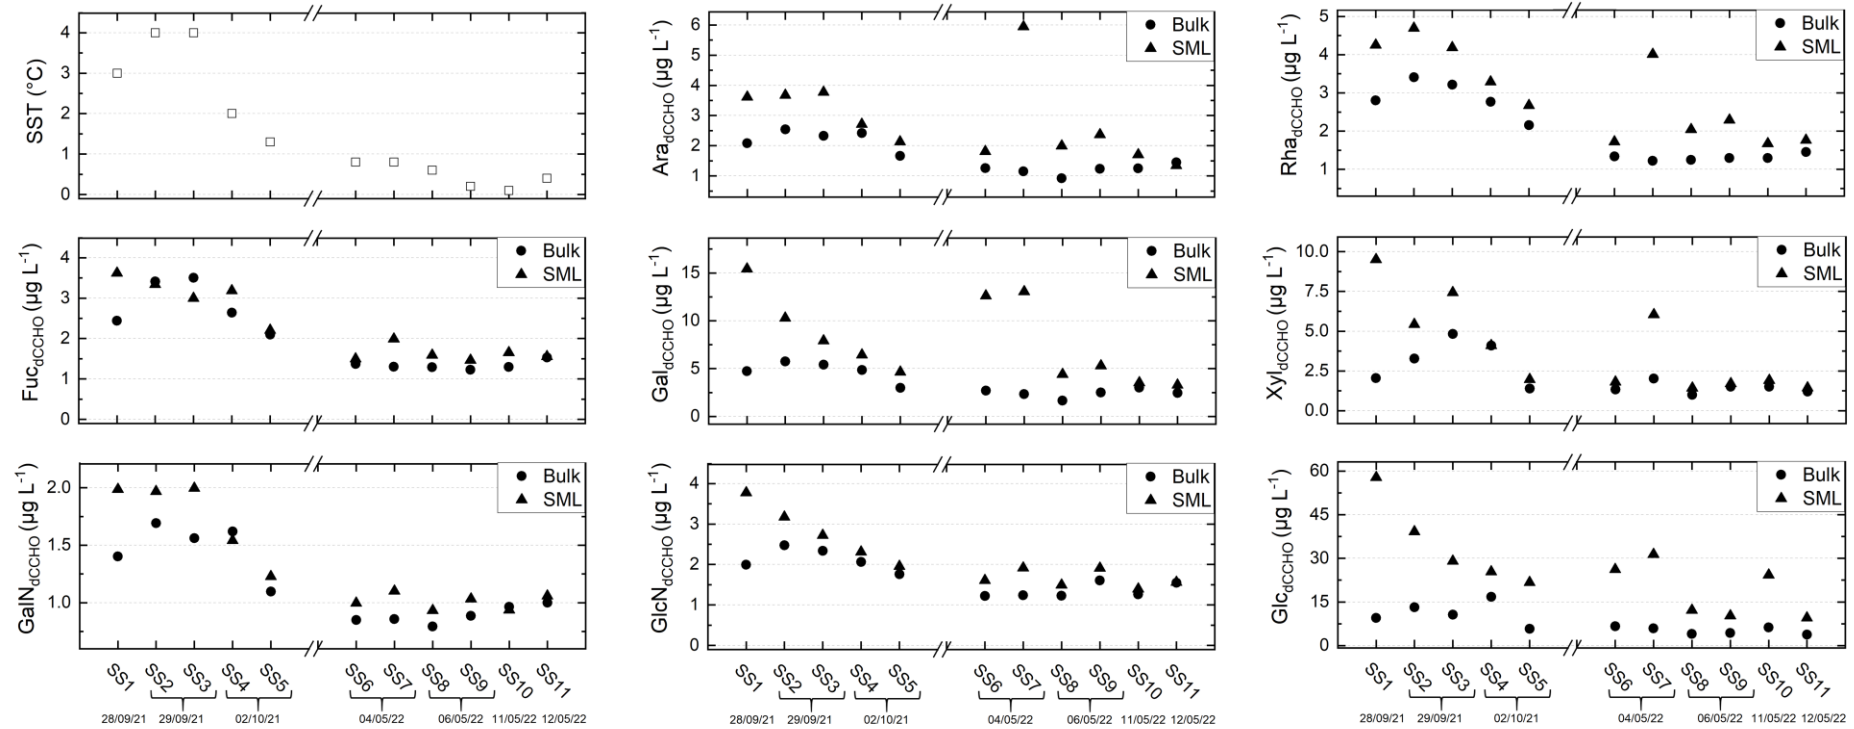 SST (°C)
4
3
2
1
0
Ara_dCCHO (µg L⁻¹)
6
5
4
3
2
1
Bulk
SML
Rha_dCCHO (µg L⁻¹)
5
4
3
2
1
Bulk
SML
Fuc_dCCHO (µg L⁻¹)
4
3
2
1
0
Bulk
SML
Gal_dCCHO (µg L⁻¹)
15
10
5
0
Bulk
SML
Xyl_dCCHO (µg L⁻¹)
10.0
7.5
5.0
2.5
0.0
Bulk
SML
GalN_dCCHO (µg L⁻¹)
2.0
1.5
1.0
Bulk
SML
SS1 SS2 SS3 SS4 SS5 SS6 SS7 SS8 SS9 SS10 SS11
28/09/21 29/09/21 02/10/21 04/05/22 06/05/22 11/05/22 12/05/22
GlcN_dCCHO (µg L⁻¹)
4
3
2
1
0
Bulk
SML
SS1 SS2 SS3 SS4 SS5 SS6 SS7 SS8 SS9 SS10 SS11
28/09/21 29/09/21 02/10/21 04/05/22 06/05/22 11/05/22 12/05/22
Glc_dCCHO (µg L⁻¹)
60
45
30
15
0
Bulk
SML
SS1 SS2 SS3 SS4 SS5 SS6 SS7 SS8 SS9 SS10 SS11
28/09/21 29/09/21 02/10/21 04/05/22 06/05/22 11/05/22 12/05/22